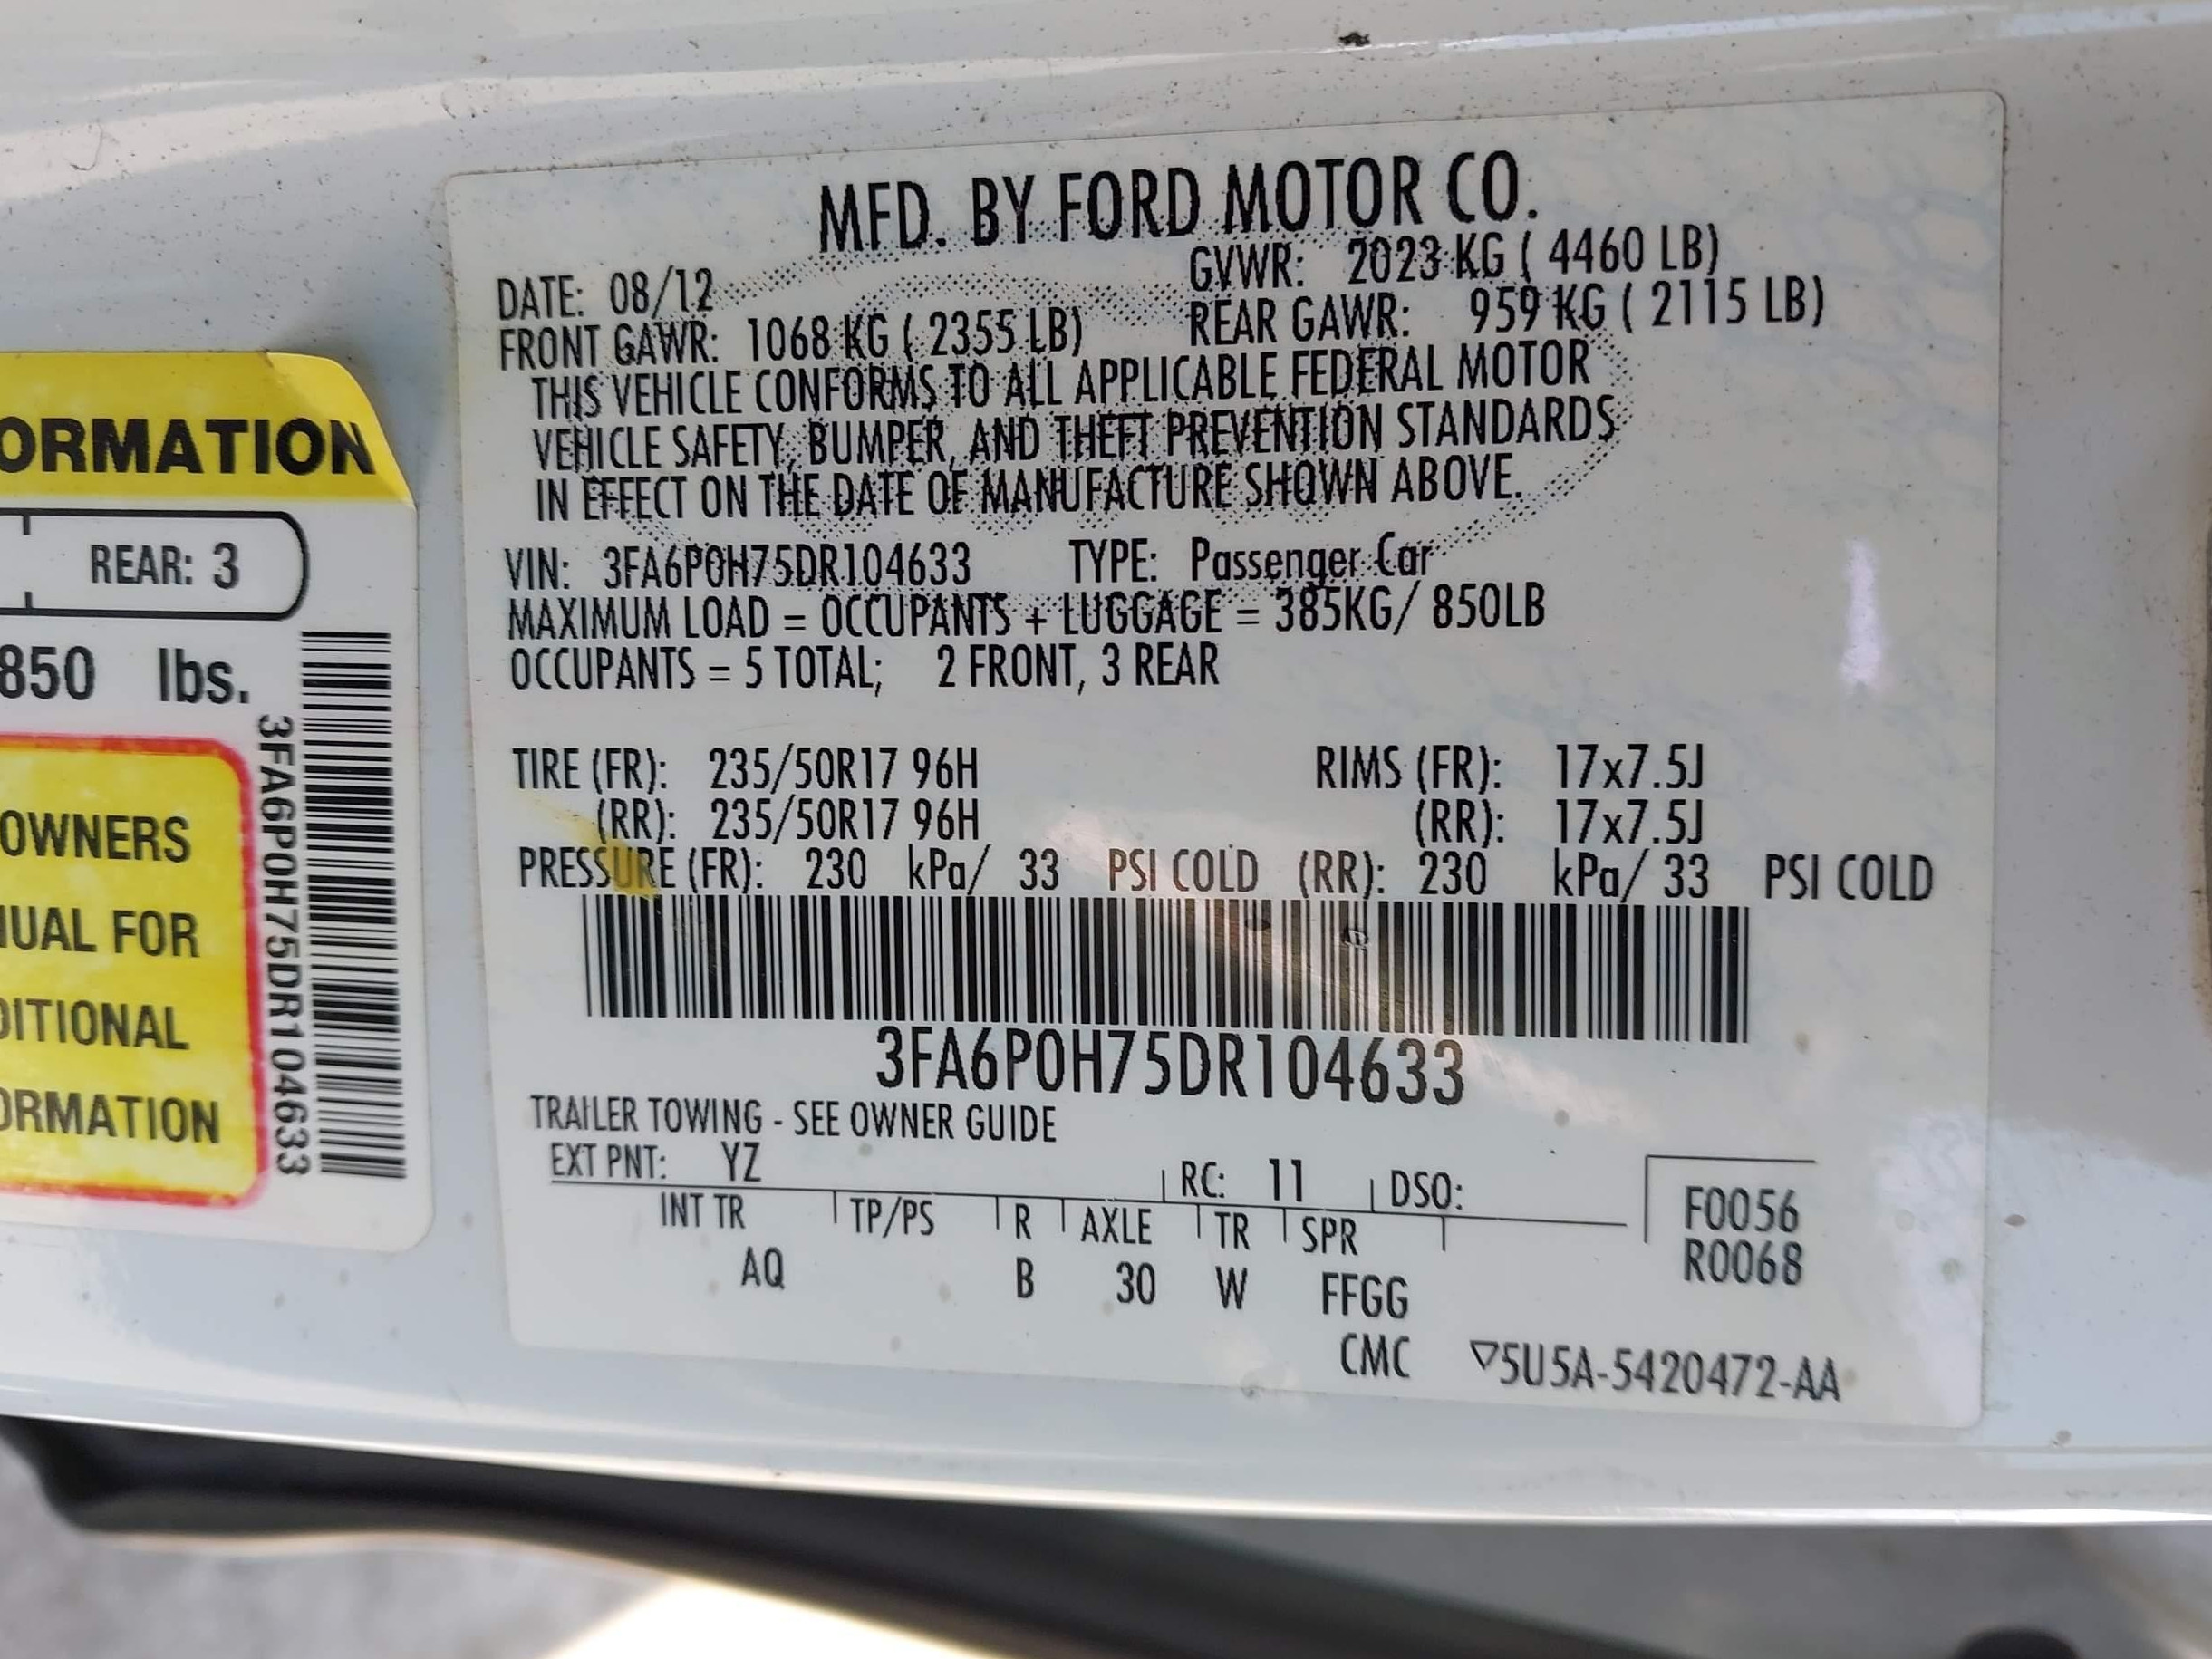 ORMATION
REAR: 3
850 lbs.
OWNERS
UAL FOR
DITIONAL
ORMATION
3FA6P0H75DR104633
MFD. BY FORD MOTOR CO.
DATE: 08/12 GVWR: 2023 KG ( 4460 LB)
FRONT GAWR: 1068 KG ( 2355 LB) REAR GAWR: 959 KG ( 2115 LB)
THIS VEHICLE CONFORMS TO ALL APPLICABLE FEDERAL MOTOR
VEHICLE SAFETY, BUMPER, AND THEFT PREVENTION STANDARDS
IN EFFECT ON THE DATE OF MANUFACTURE SHOWN ABOVE.
VIN: 3FA6P0H75DR104633 TYPE: Passenger Car
MAXIMUM LOAD = OCCUPANTS + LUGGAGE = 385KG/ 850LB
OCCUPANTS = 5 TOTAL; 2 FRONT, 3 REAR
TIRE (FR): 235/50R17 96H RIMS (FR): 17x7.5J
(RR): 235/50R17 96H (RR): 17x7.5J
PRESSURE (FR): 230 kPa/ 33 PSI COLD (RR): 230 kPa/ 33 PSI COLD
3FA6P0H75DR104633
TRAILER TOWING - SEE OWNER GUIDE
EXT PNT: YZ RC: 11 DSO:
INT TR TP/PS R AXLE TR SPR F0056
AQ B 30 W FFGG R0068
CMC ▽5U5A-5420472-AA